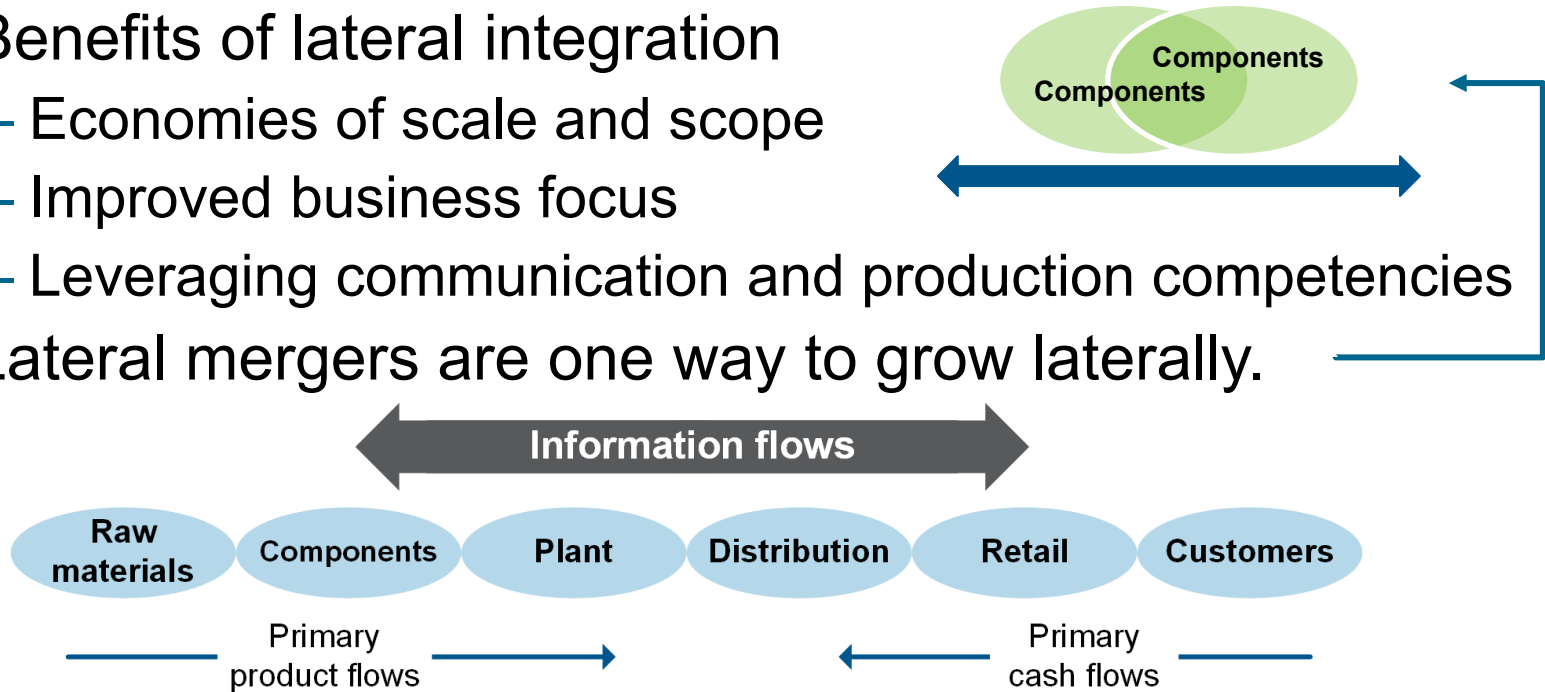 Benefits of lateral integration
– Economies of scale and scope
– Improved business focus
– Leveraging communication and production competencies
Lateral mergers are one way to grow laterally.
Components
Components
Information flows
Raw
materials
Components
Plant
Distribution
Retail
Customers
Primary
product flows
Primary
cash flows